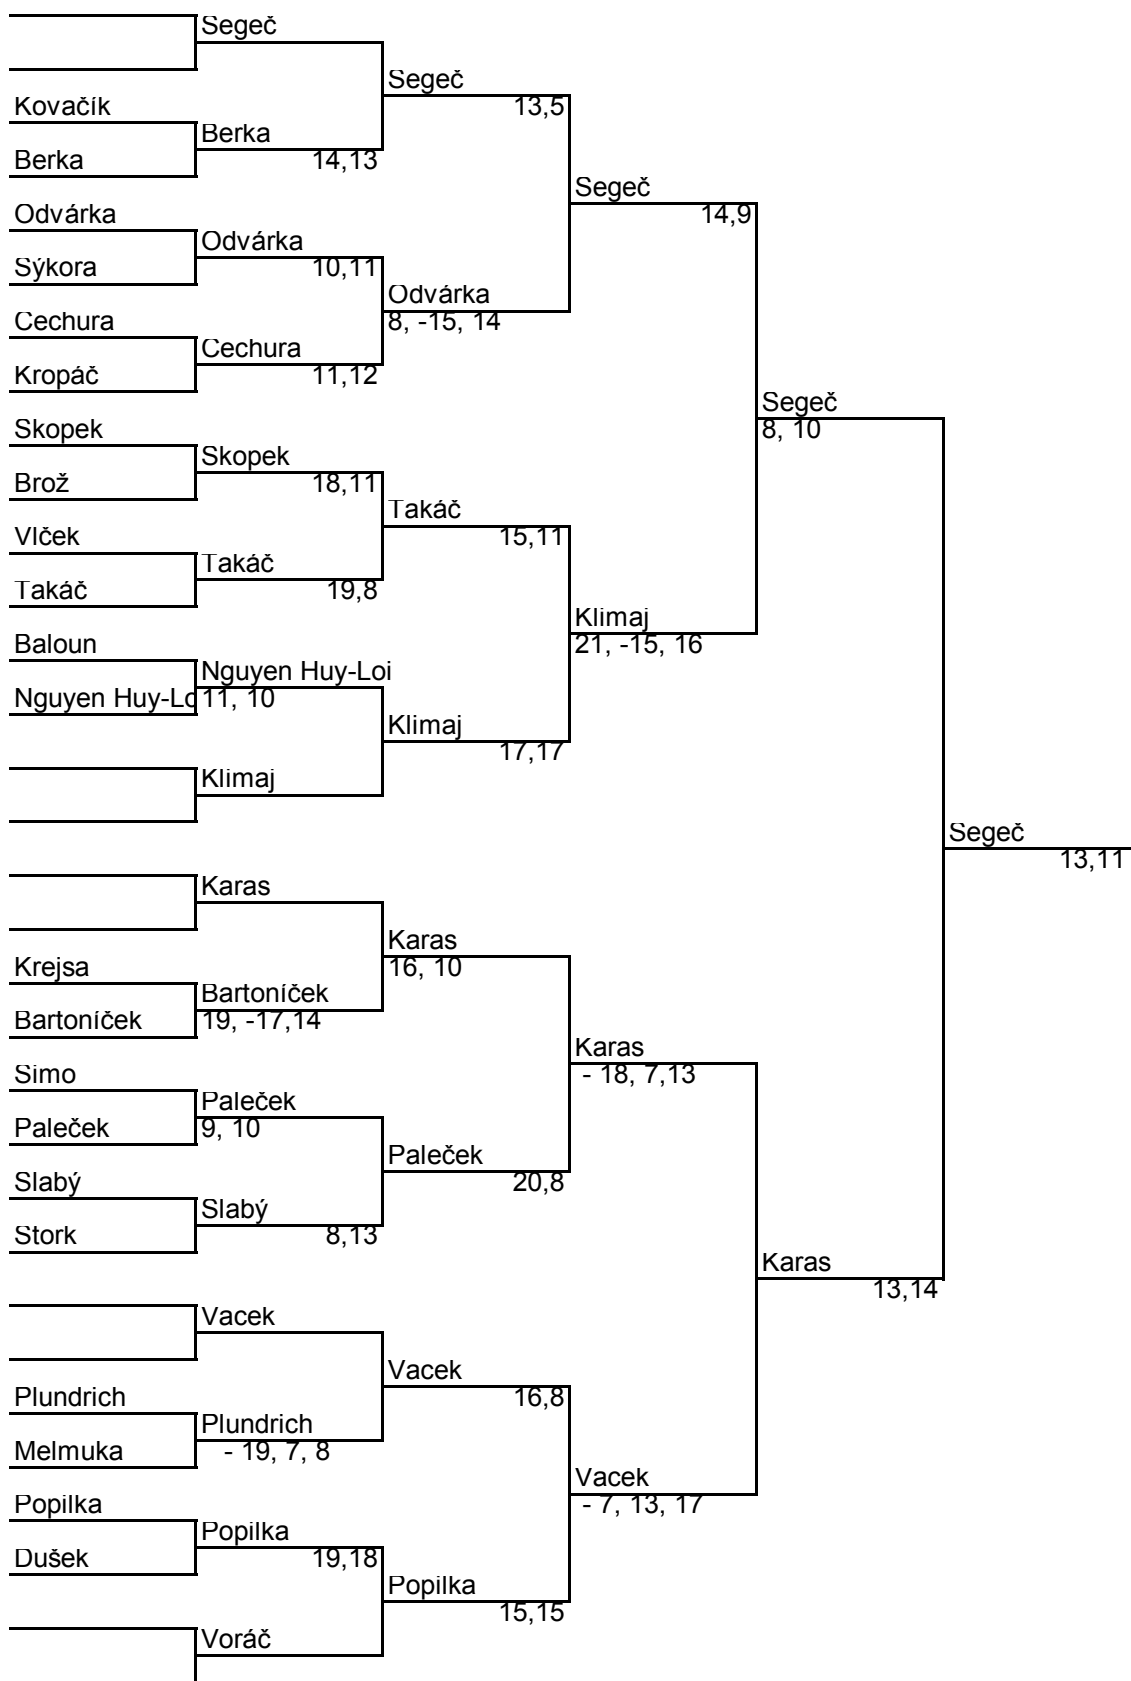 Segeč
Segeč
13,5
Kovačík
Berka
14,13
Berka
Segeč
14,9
Odvárka
Odvárka
10,11
Sýkora
Odvárka
8, -15, 14
Cechura
Cechura
11,12
Kropáč
Segeč
8, 10
Skopek
Skopek
18,11
Brož
Takáč
15,11
Vlček
Takáč
19,8
Takáč
Klimaj
21, -15, 16
Baloun
Nguyen Huy-Loi
11, 10
Nguyen Huy-Lo
Klimaj
17,17
Klimaj
Segeč
13,11
Karas
Karas
16, 10
Krejsa
Bartoníček
19, -17,14
Bartoníček
Karas
- 18, 7,13
Simo
Paleček
9, 10
Paleček
Paleček
20,8
Slabý
Slabý
8,13
Stork
Karas
13,14
Vacek
Vacek
16,8
Plundrich
Plundrich
- 19, 7, 8
Melmuka
Vacek
- 7, 13, 17
Popilka
Popilka
19,18
Dušek
Popilka
15,15
Voráč